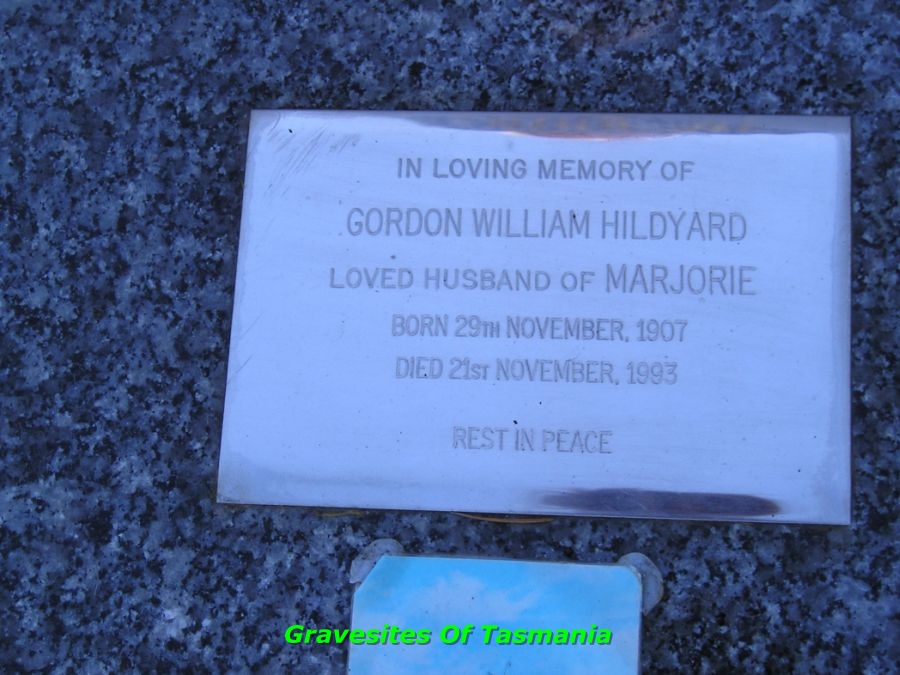 IN LOVING MEMORY OF
GORDON WILLIAM HILDYARD
LOVED HUSBAND OF MARJORIE
BORN 29TH NOVEMBER, 1907
DIED 21ST NOVEMBER, 1993
REST IN PEACE
Gravesites Of Tasmania